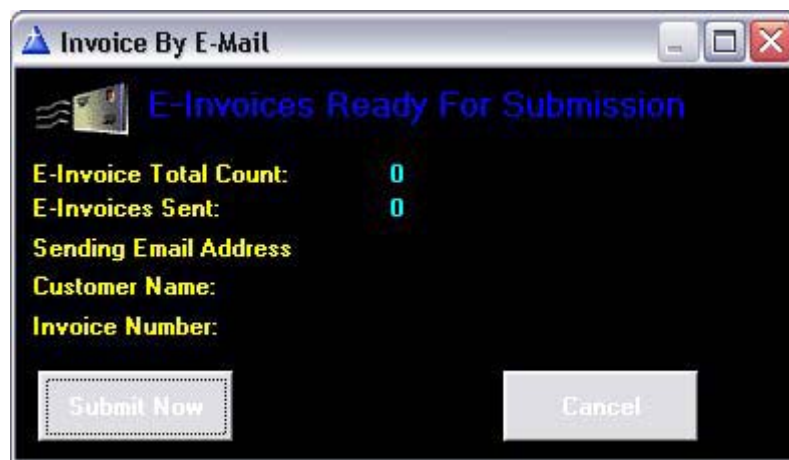 Invoice By E-Mail
E-Invoices Ready For Submission
E-Invoice Total Count: 0
E-Invoices Sent: 0
Sending Email Address
Customer Name:
Invoice Number:
Submit Now Cancel